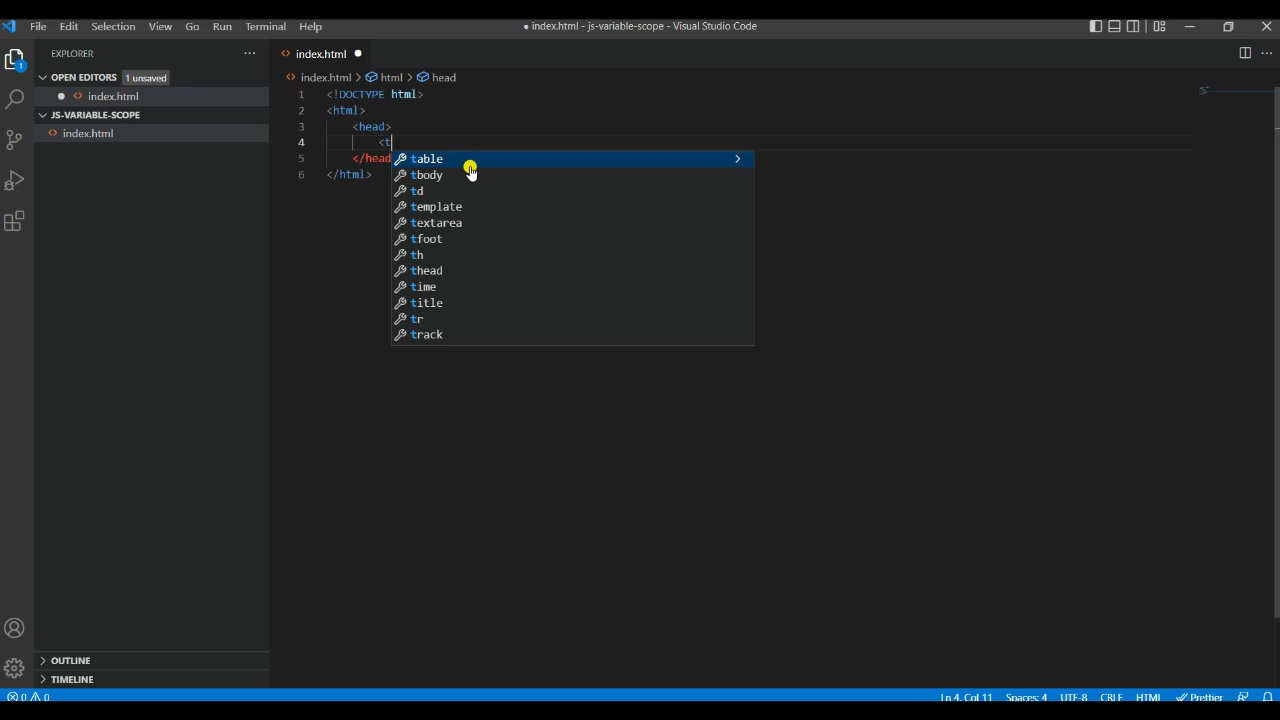 File Edit Selection View Go Run Terminal Help ● index.html - js-variable-scope - Visual Studio Code
EXPLORER ···
index.html ●
OPEN EDITORS 1 unsaved
index.html > html > head
● index.html
JS-VARIABLE-SCOPE
index.html
1 <!DOCTYPE html>
2 <html>
3 <head>
4 <t
5 </head
6 </html>
table
tbody
td
template
textarea
tfoot
th
thead
time
title
tr
track
1
OUTLINE
TIMELINE
0 0 Ln 4, Col 11 Spaces: 4 UTF-8 CRLF HTML Prettier